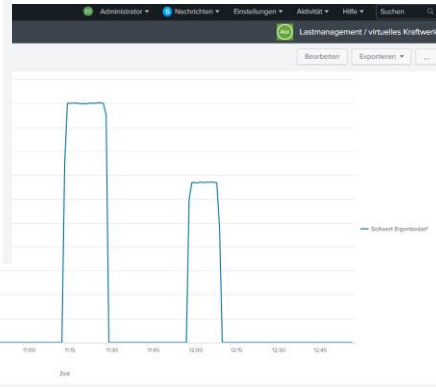 Administrator Nachrichten Einstellungen Aktivität Hilfe Suchen
App Lastmanagement / virtuelles Kraftwerk
Bearbeiten Exportieren ...
Sollwert Eigenbedarf
11:00 11:15 11:30 11:45 12:00 12:15 12:30 12:45
Zeit